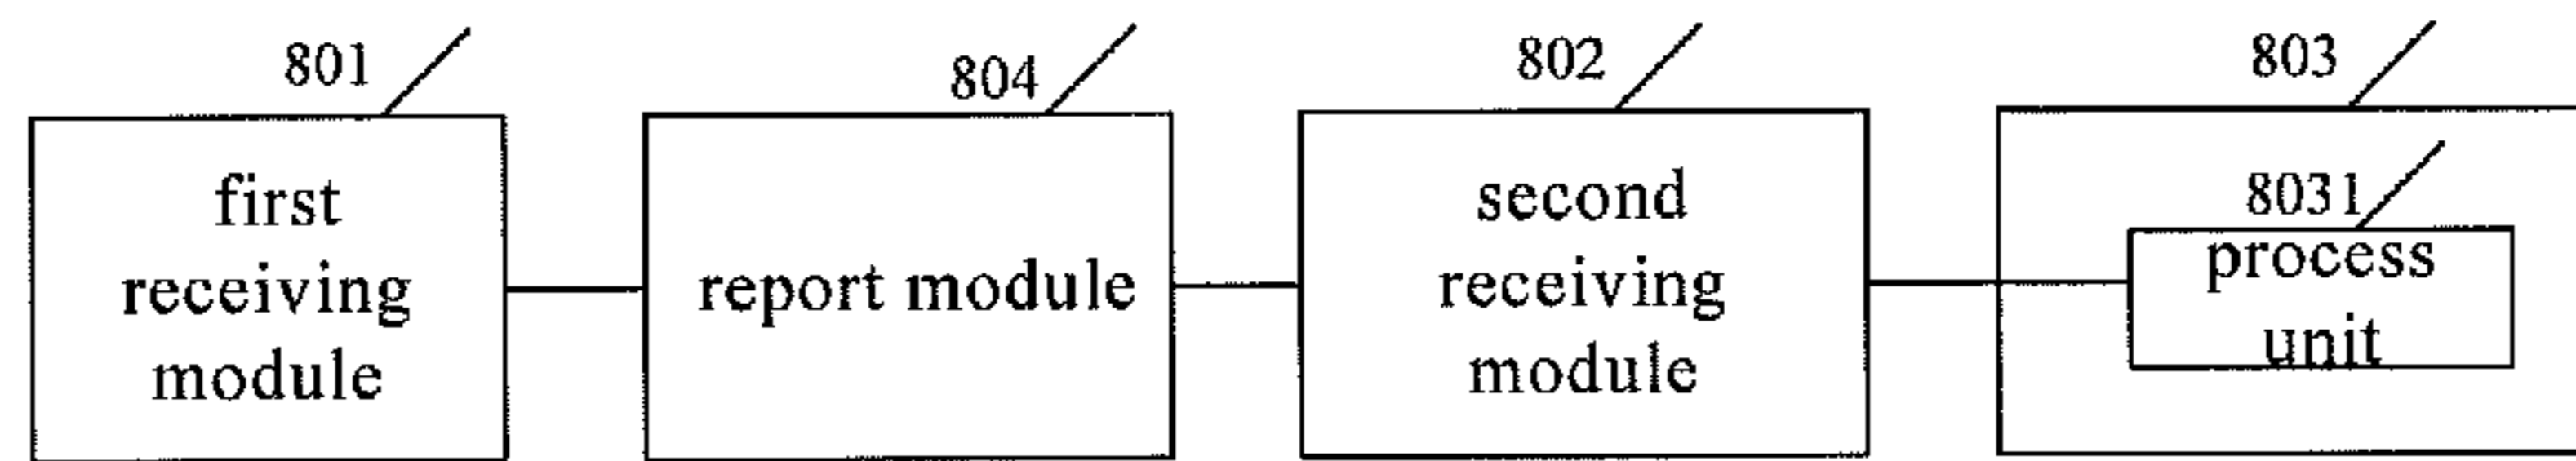 801
first
receiving
module
804
report module
802
second
receiving
module
803
8031
process
unit